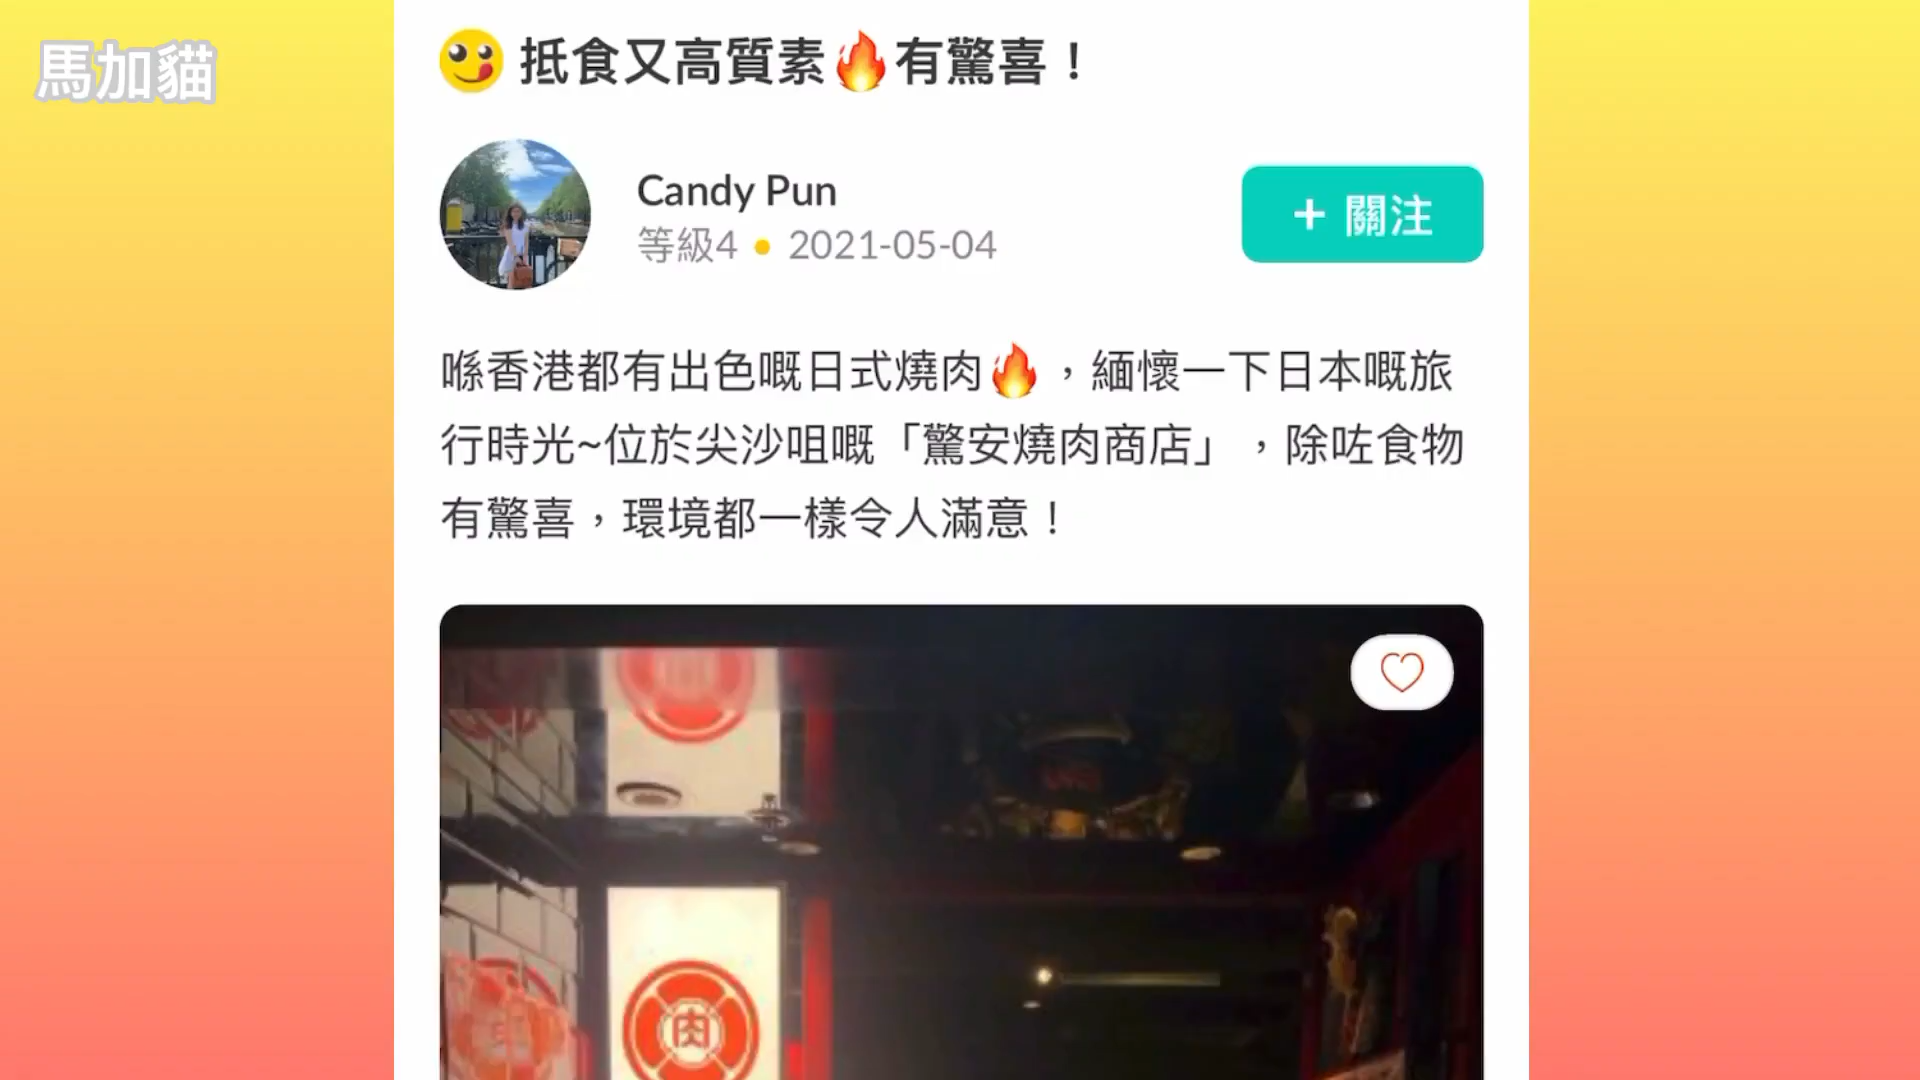 馬加貓
抵食又高質素🔥有驚喜！
Candy Pun
等級4 • 2021-05-04
+ 關注
喺香港都有出色嘅日式燒肉🔥，緬懷一下日本嘅旅
行時光~位於尖沙咀嘅「驚安燒肉商店」，除咗食物
有驚喜，環境都一樣令人滿意！
肉